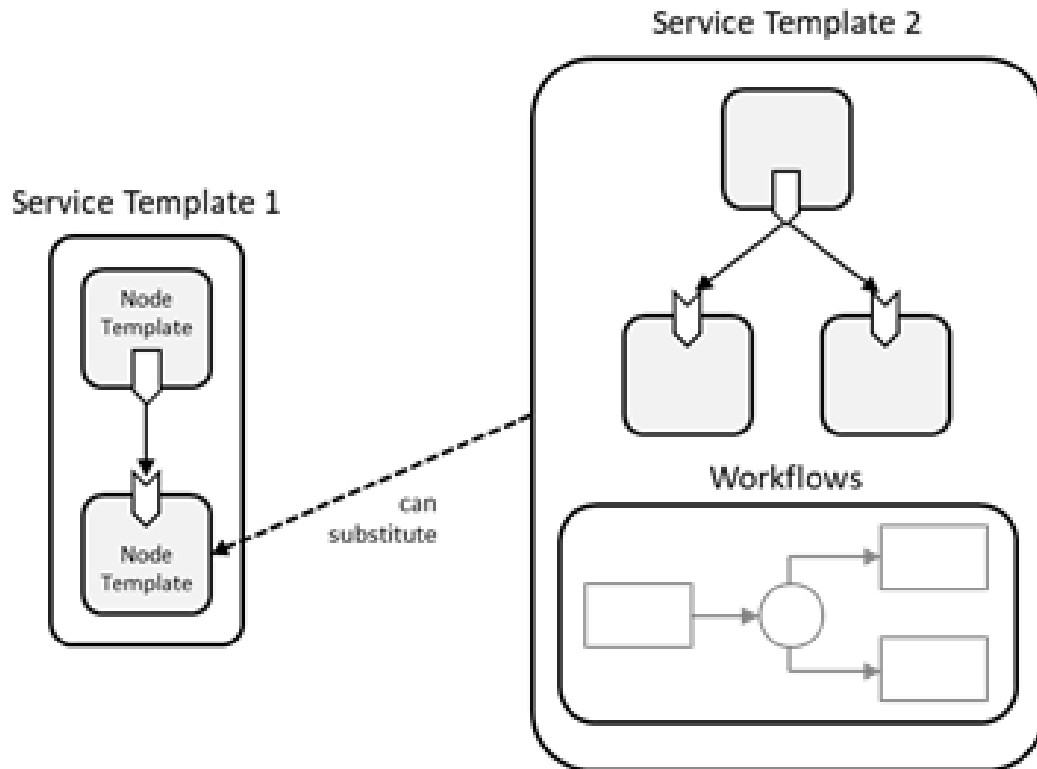 Service Template 2
Service Template 1
Node
Template
Node
Template
can
substitute
Workflows